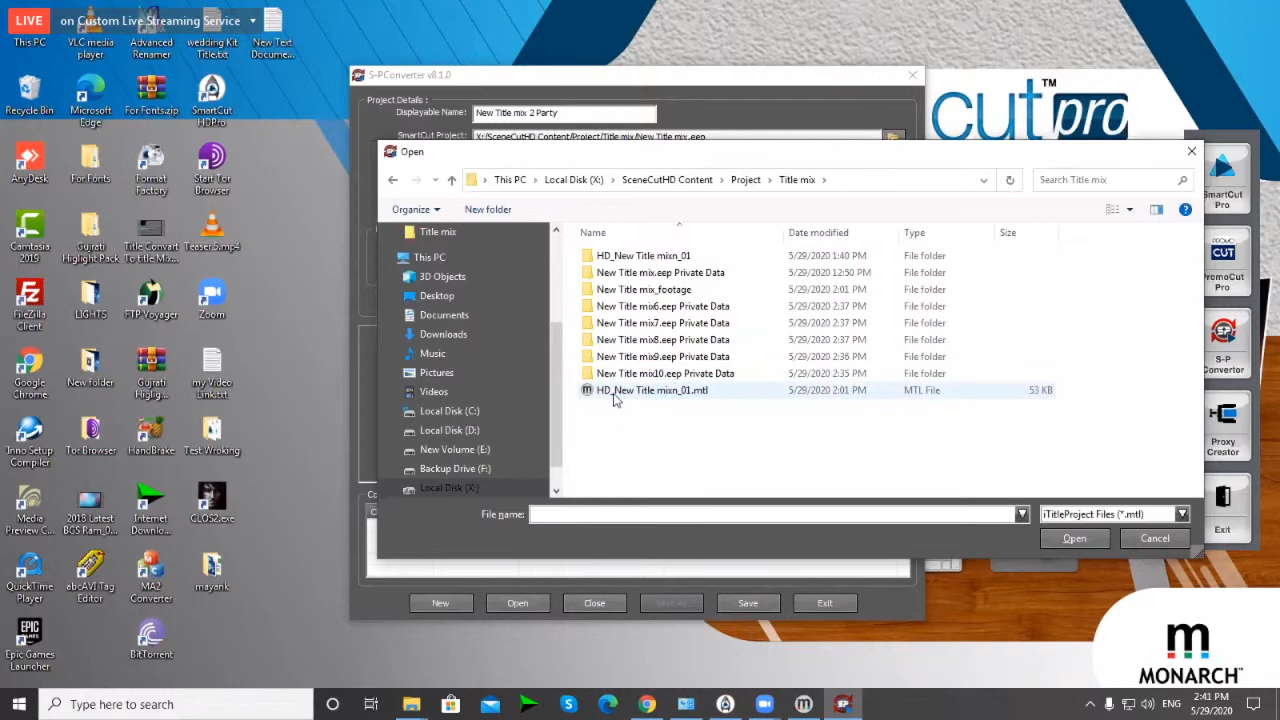 LIVE on Custom Live Streaming Service
This PC
VLC media player
Advanced Renamer
wedding Kit Title.txt
New Text Docume...
Recycle Bin
Microsoft Edge
For Fonts.zip
SmartCut HDPro
AnyDesk
For Fonts
Format Factory
Start Tor Browser
Camtasia 2019
Gujrati Higlight Pack
Title Convart To title Mix...
Teaser 5.mp4
FileZilla Client
LIGHTS
FTP Voyager
Zoom
Google Chrome
New folder
Gujrati Higlight...
my Video Link.txt
Inno Setup Compiler
Tor Browser
HandBrake
Test Wroking
Media Preview C...
2018 Latest BGS Ram_0...
Internet Downlo...
CLOS2.exe
QuickTime Player
abcAVI Tag Editor
MA2 Converter
mayank
Epic Games Launcher
BitTorrent
S-PConverter v8.1.0
Project Details :
Displayable Name: New Title mix 2 Party
SmartCut Project: X:/SceneCutHD Content/Project/Title mix/New Title mix.eep
Open
This PC > Local Disk (X:) > SceneCutHD Content > Project > Title mix >
Search Title mix
Organize
New folder
Title mix
This PC
3D Objects
Desktop
Documents
Downloads
Music
Pictures
Videos
Local Disk (C:)
Local Disk (D:)
New Volume (E:)
Backup Drive (F:)
Local Disk (X:)
Name Date modified Type Size
HD_New Title mixn_01 5/29/2020 1:40 PM File folder
New Title mix.eep Private Data 5/29/2020 12:50 PM File folder
New Title mix_footage 5/29/2020 2:01 PM File folder
New Title mix6.eep Private Data 5/29/2020 2:37 PM File folder
New Title mix7.eep Private Data 5/29/2020 2:37 PM File folder
New Title mix8.eep Private Data 5/29/2020 2:37 PM File folder
New Title mix9.eep Private Data 5/29/2020 2:36 PM File folder
New Title mix10.eep Private Data 5/29/2020 2:35 PM File folder
HD_New Title mixn_01.mtl 5/29/2020 2:01 PM MTL File 53 KB
File name:
iTitleProject Files (*.mtl)
Open
Cancel
New
Open
Close
Save
Exit
cut pro™
SmartCut Pro
PROMO CUT
PromoCut Pro
S-P Convertor
Proxy Creator
Exit
m
MONARCH™
Type here to search
ENG
2:41 PM
5/29/2020